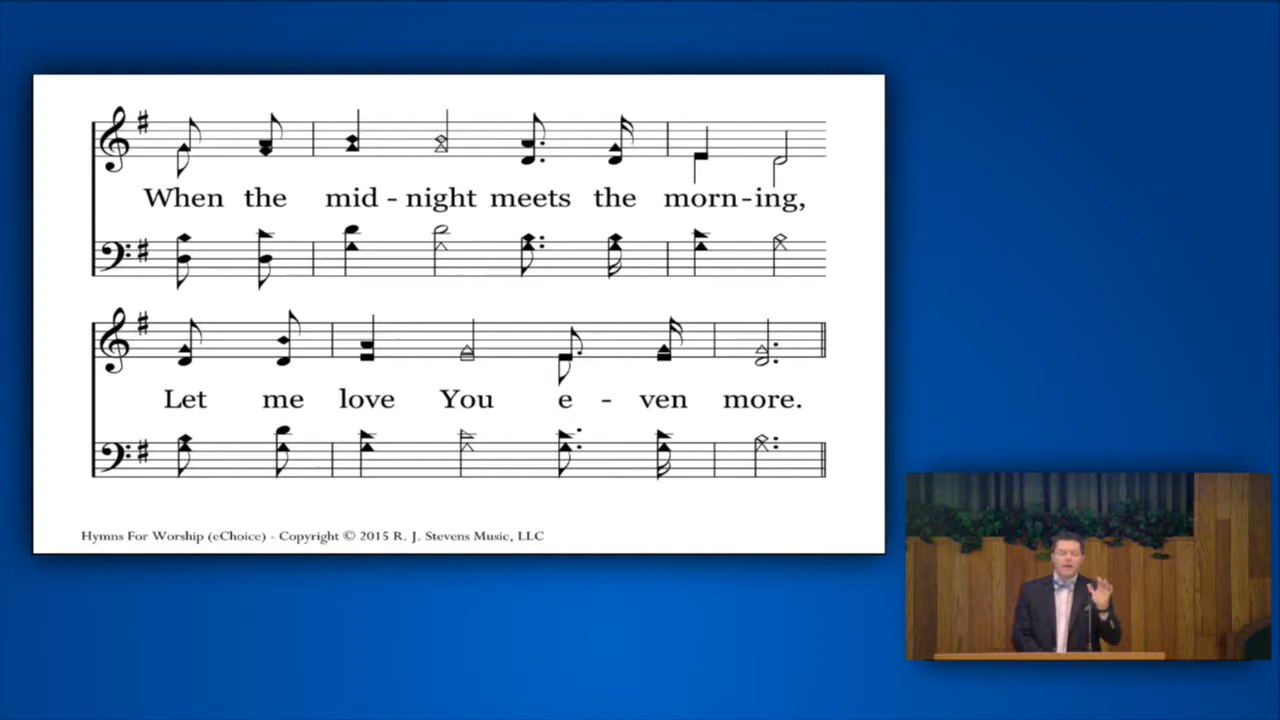 When the mid - night meets the morn-ing,
Let me love You e - ven more.
Hymns For Worship (eChoice) - Copyright © 2015 R. J. Stevens Music, LLC